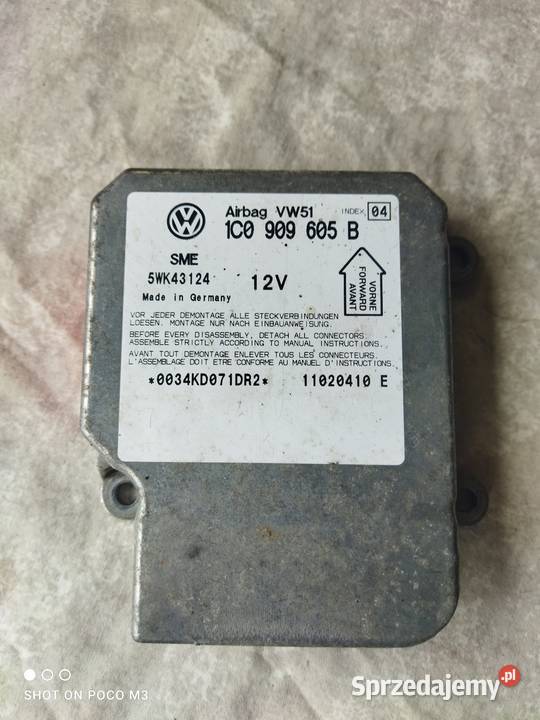 Airbag VW51 INDEX 04
1C0 909 605 B
SME
5WK43124 12V
Made in Germany
VORNE
FORWARD
AVANT
VOR JEDER DEMONTAGE ALLE STECKVERBINDUNGEN
LOESEN. MONTAGE NUR NACH EINBAUANWEISUNG.
BEFORE EVERY DISASSEMBLY, DETACH ALL CONNECTORS.
ASSEMBLE STRICTLY ACCORDING TO MANUAL INSTRUCTIONS.
AVANT TOUT DEMONTAGE ENLEVER TOUS LES CONNECTEURS.
L'ASSEMBLAGE DOIT ETRE CONFORME AU MANUEL D'INSTRUCTIONS.
*0034KD071DR2* 11020410 E
SHOT ON POCO M3
Sprzedajemy.pl